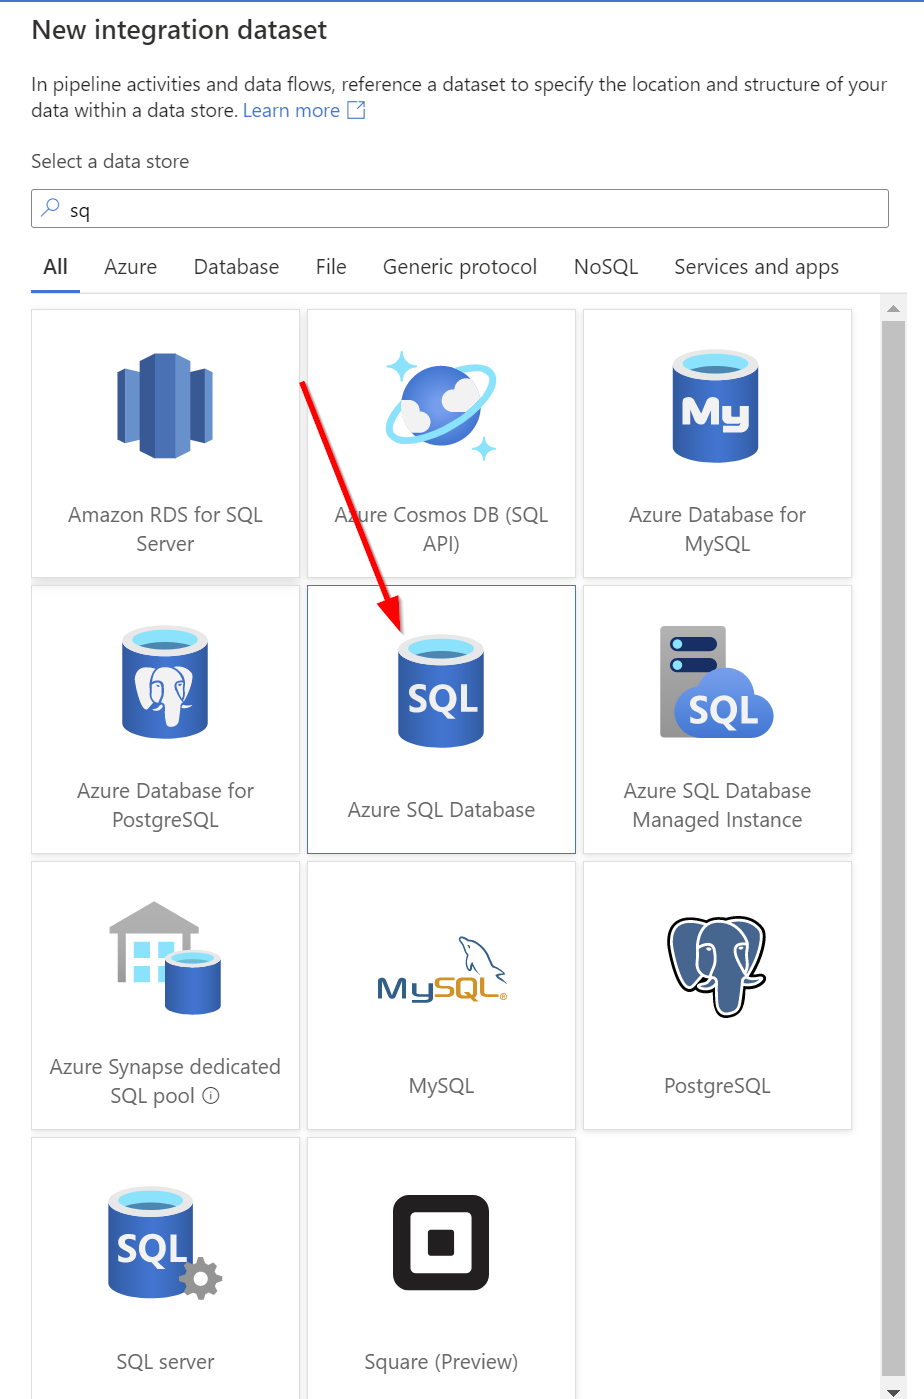 New integration dataset
In pipeline activities and data flows, reference a dataset to specify the location and structure of your
data within a data store. Learn more
Select a data store
sq
All Azure Database File Generic protocol NoSQL Services and apps
My
Amazon RDS for SQL
Server
Azure Cosmos DB (SQL
API)
Azure Database for
MySQL
SQL
SQL
Azure Database for
PostgreSQL
Azure SQL Database
Azure SQL Database
Managed Instance
MySQL®
Azure Synapse dedicated
SQL pool
MySQL
PostgreSQL
SQL
SQL server
Square (Preview)